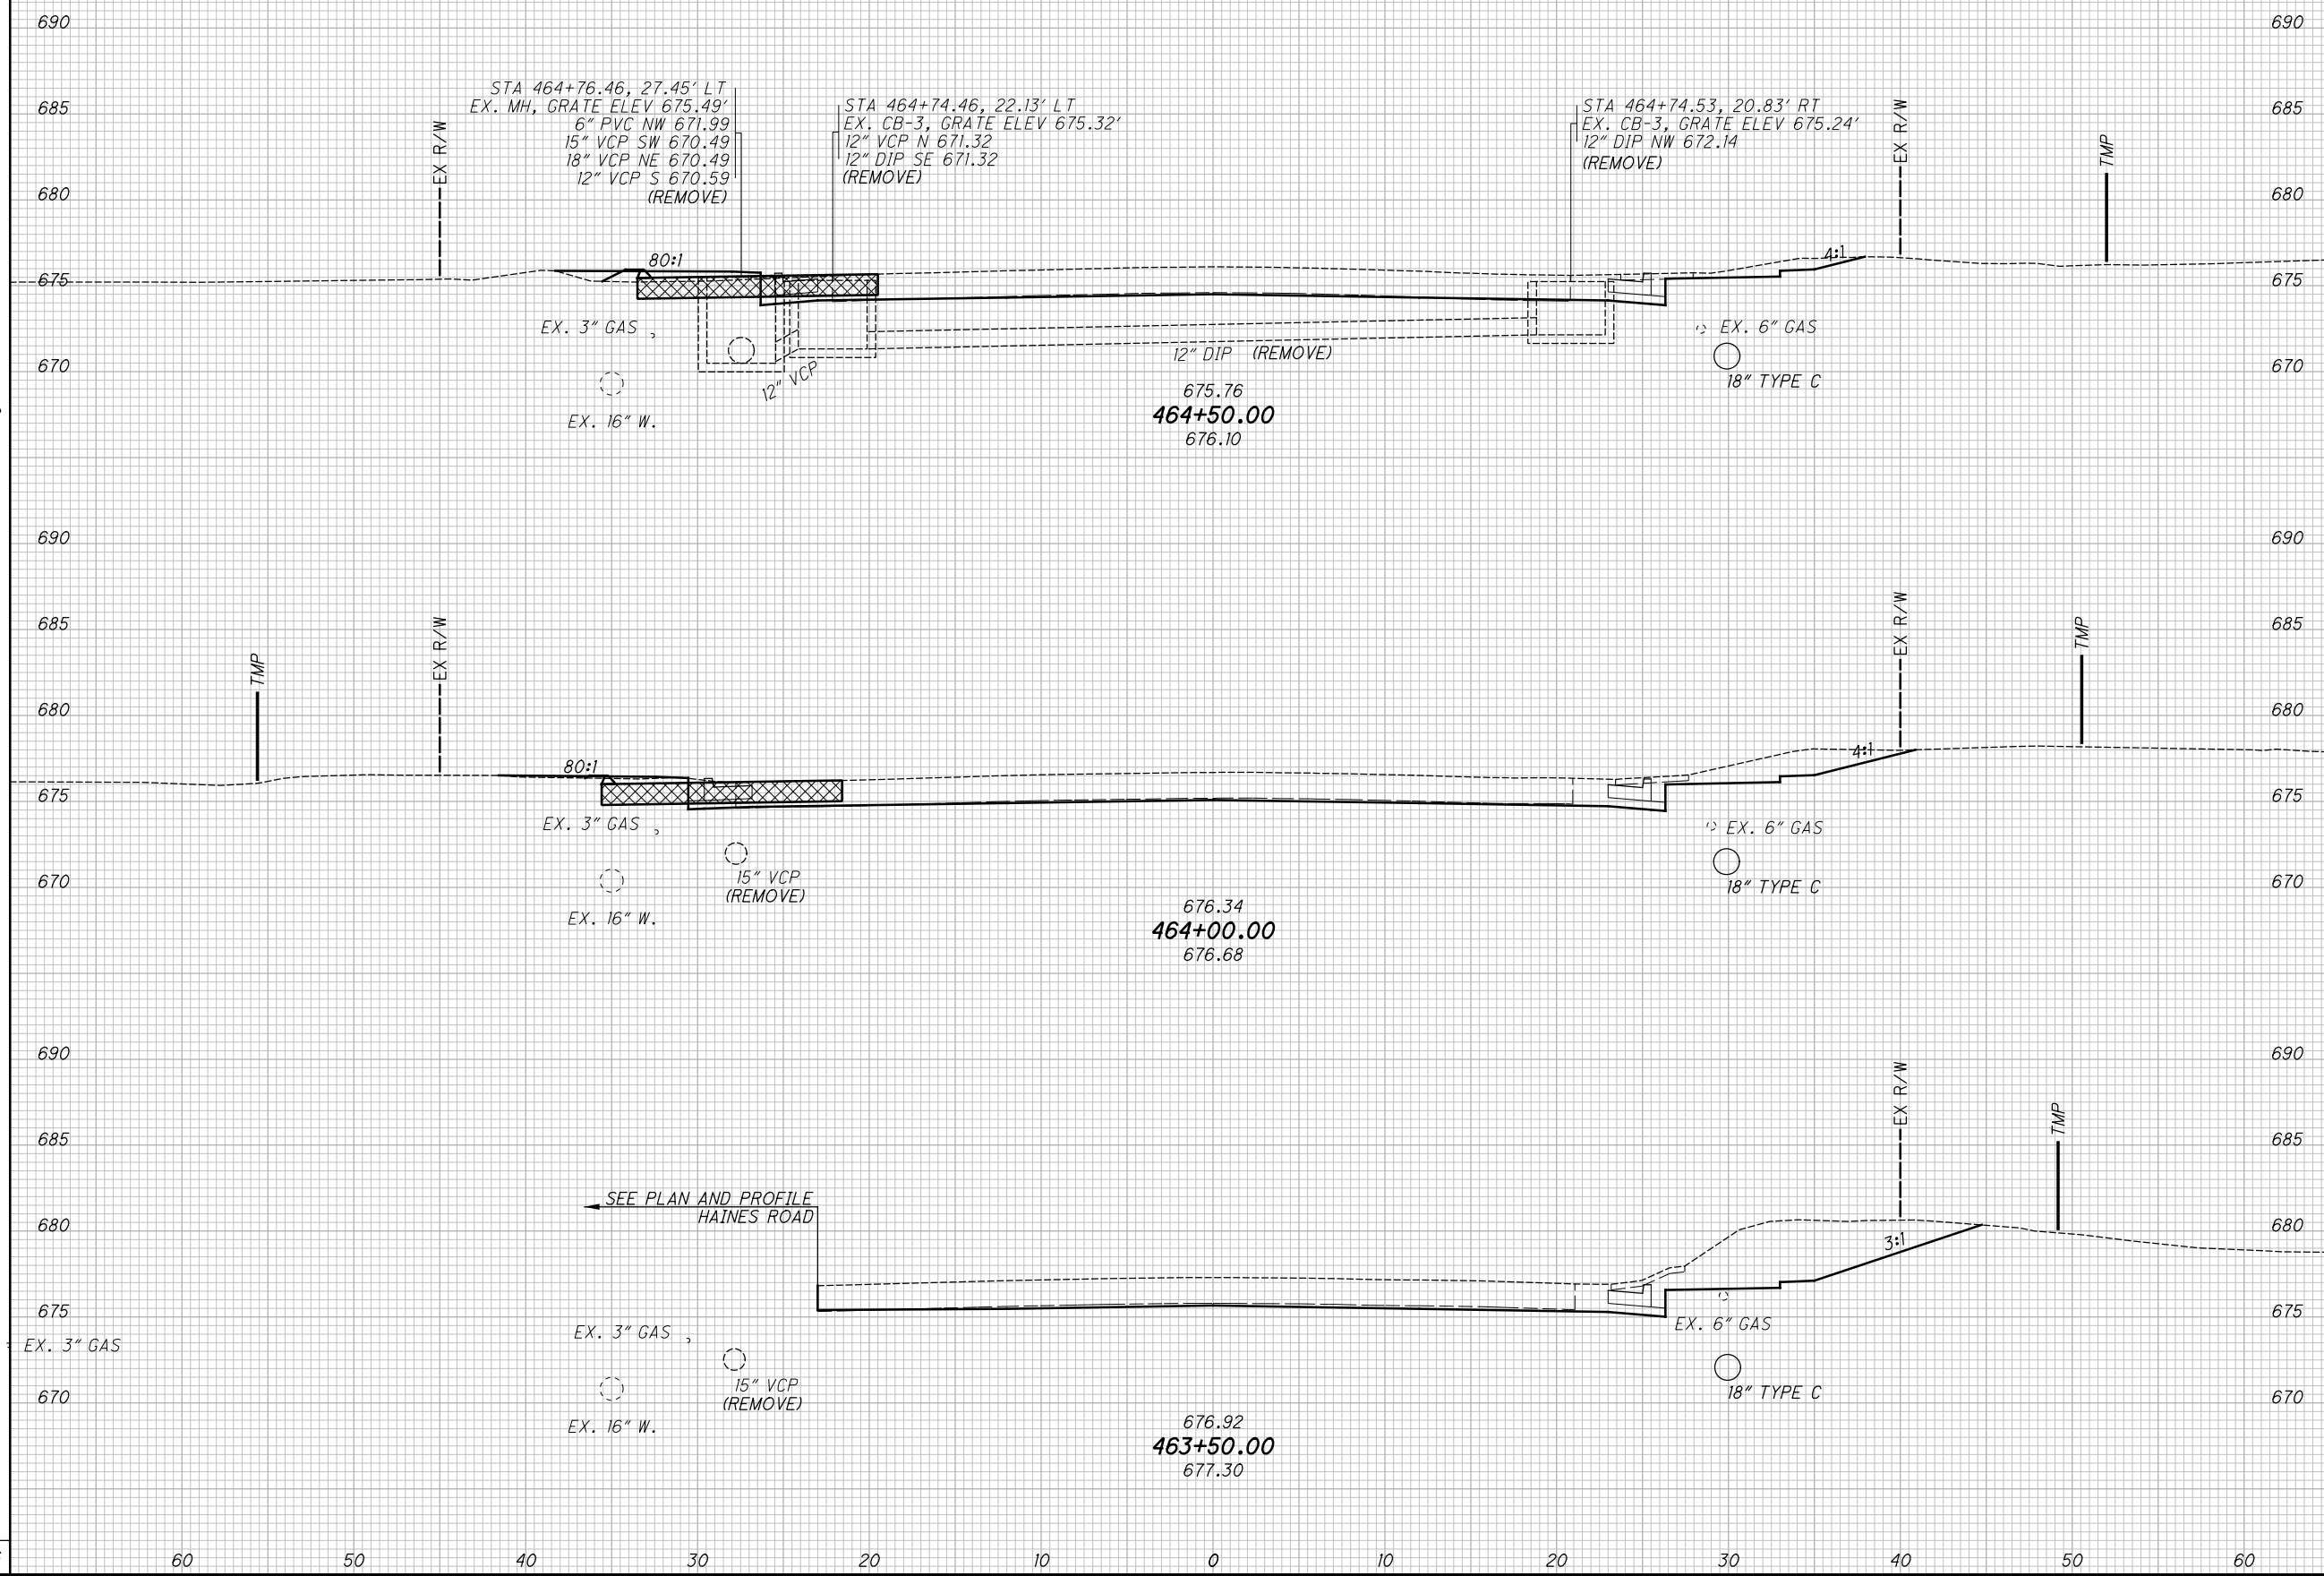 690
690
685
685
680
680
675
675
670
670
STA 464+76.46, 27.45' LT
EX. MH, GRATE ELEV 675.49'
6" PVC NW 671.99
15" VCP SW 670.49
18" VCP NE 670.49
12" VCP S 670.59
(REMOVE)
STA 464+74.46, 22.13' LT
EX. CB-3, GRATE ELEV 675.32'
12" VCP N 671.32
12" DIP SE 671.32
(REMOVE)
STA 464+74.53, 20.83' RT
EX. CB-3, GRATE ELEV 675.24'
12" DIP NW 672.14
(REMOVE)
EX R/W
EX R/W
TMP
80:1
4:1
EX. 3" GAS
EX. 6" GAS
12" DIP (REMOVE)
12" VCP
18" TYPE C
EX. 16" W.
675.76
464+50.00
676.10
690
690
685
685
680
680
675
675
670
670
TMP
EX R/W
EX R/W
TMP
80:1
4:1
EX. 3" GAS
EX. 6" GAS
15" VCP
(REMOVE)
18" TYPE C
EX. 16" W.
676.34
464+00.00
676.68
690
690
685
685
680
680
675
675
670
670
EX R/W
TMP
SEE PLAN AND PROFILE
HAINES ROAD
3:1
EX. 3" GAS
EX. 3" GAS
EX. 6" GAS
15" VCP
(REMOVE)
18" TYPE C
EX. 16" W.
676.92
463+50.00
677.30
60 50 40 30 20 10 0 10 20 30 40 50 60